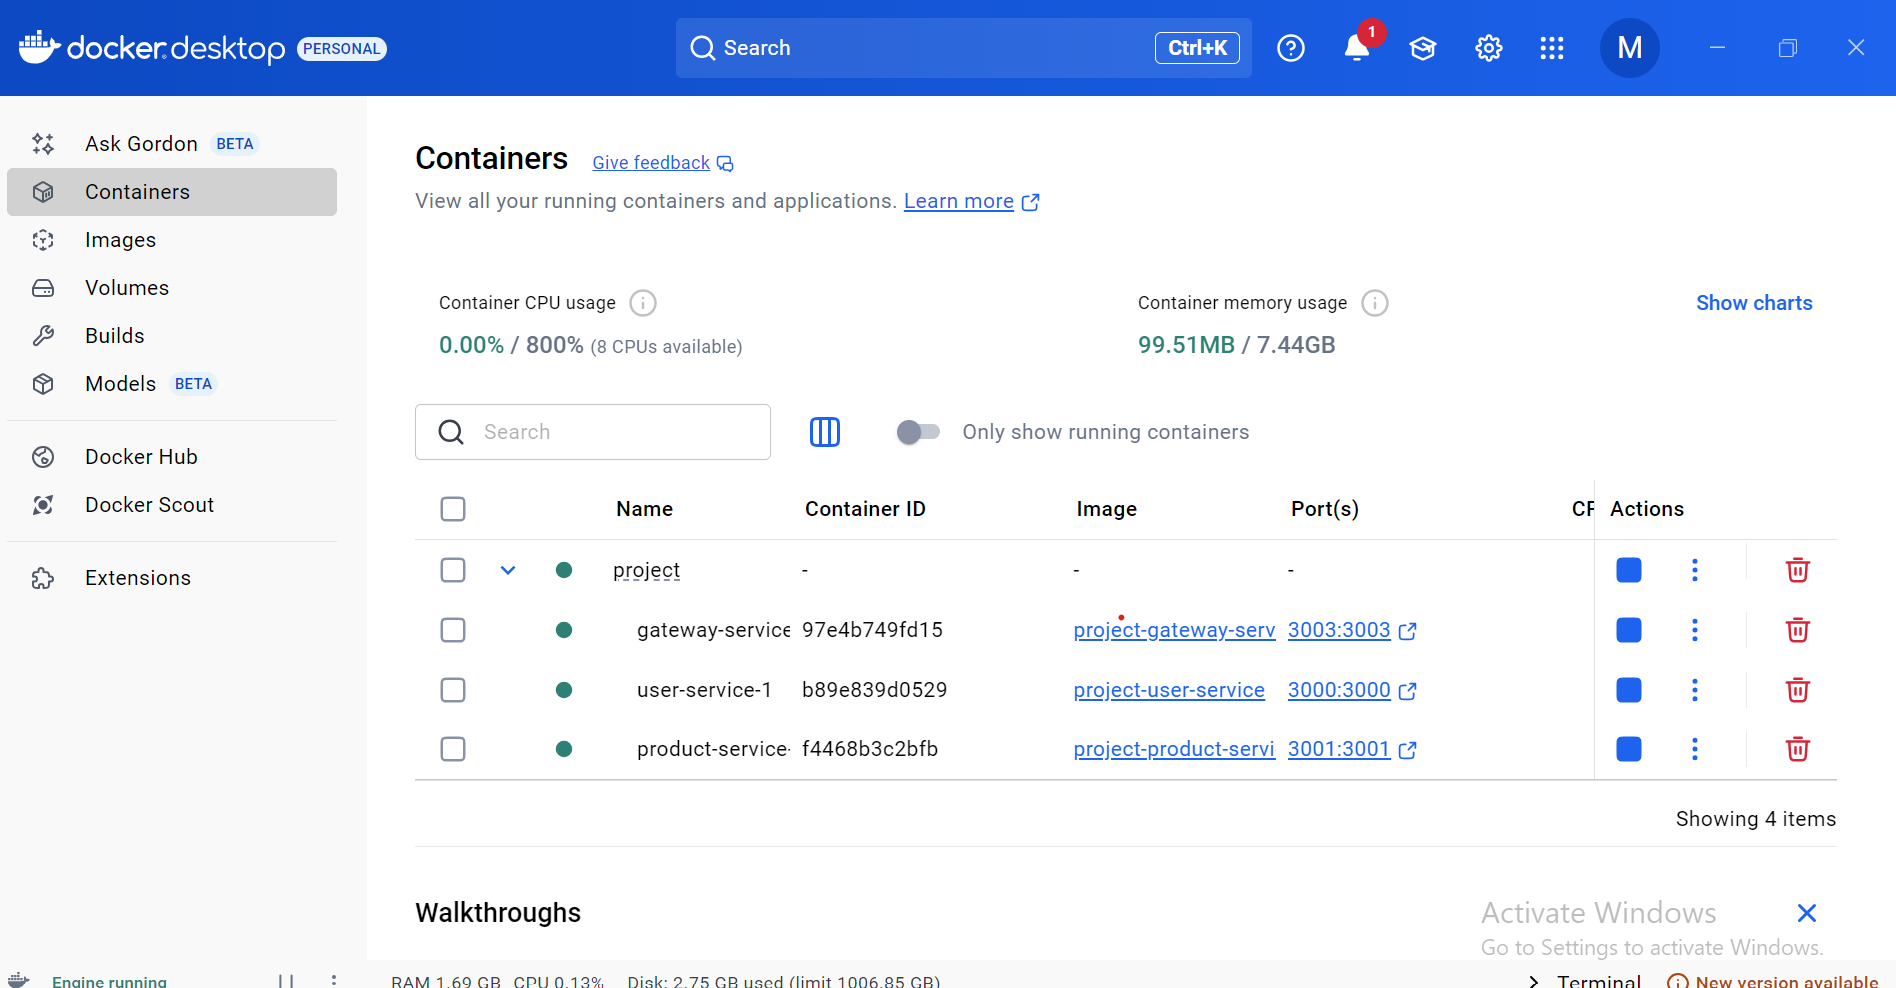 docker desktop PERSONAL
Search
Ctrl+K
1
M
Ask Gordon BETA
Containers
Images
Volumes
Builds
Models BETA
Docker Hub
Docker Scout
Extensions
Containers Give feedback
View all your running containers and applications. Learn more
Container CPU usage
0.00% / 800% (8 CPUs available)
Container memory usage
99.51MB / 7.44GB
Show charts
Search
Only show running containers
Name Container ID Image Port(s) CP Actions
project - - -
gateway-service 97e4b749fd15 project-gateway-serv 3003:3003
user-service-1 b89e839d0529 project-user-service 3000:3000
product-service- f4468b3c2bfb project-product-servi 3001:3001
Showing 4 items
Walkthroughs
Activate Windows
Go to Settings to activate Windows.
Engine running
RAM 1.69 GB CPU 0.13% Disk: 2.75 GB used (limit 1006.85 GB)
Terminal
New version available